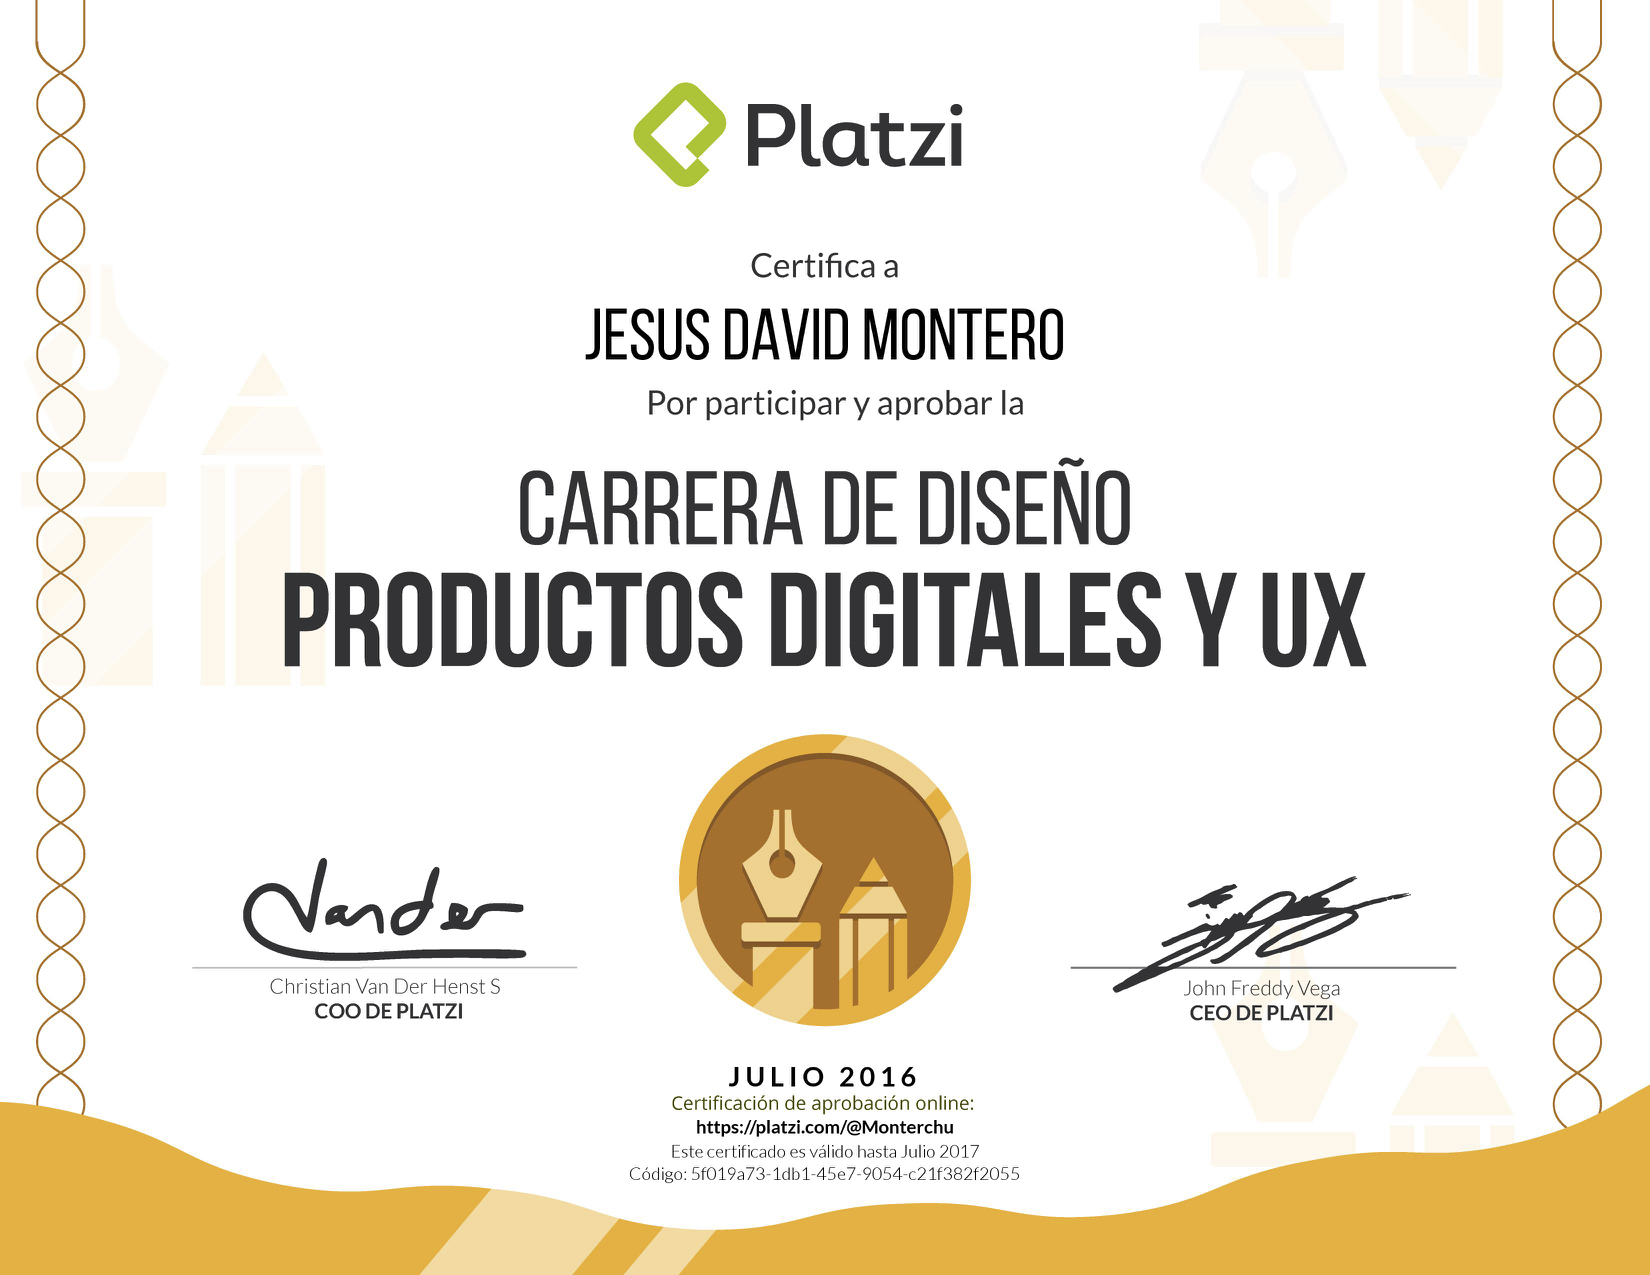 Platzi
Certifica a
JESUS DAVID MONTERO
Por participar y aprobar la
CARRERA DE DISEÑO
PRODUCTOS DIGITALES Y UX
Vander
Christian Van Der Henst S
COO DE PLATZI
John Freddy Vega
CEO DE PLATZI
JULIO 2016
Certificación de aprobación online:
https://platzi.com/@Monterchu
Este certificado es válido hasta Julio 2017
Código: 5f019a73-1db1-45e7-9054-c21f382f2055